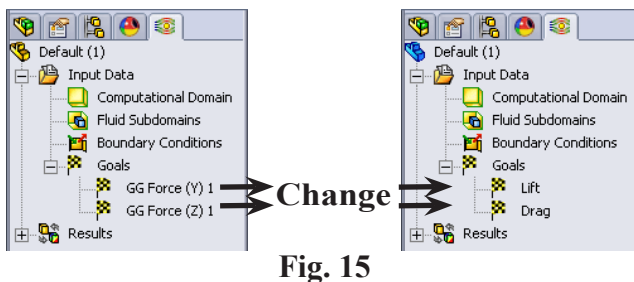 Default (1)
Input Data
Computational Domain
Fluid Subdomains
Boundary Conditions
Goals
GG Force (Y) 1
GG Force (Z) 1
Results
Change
Default (1)
Input Data
Computational Domain
Fluid Subdomains
Boundary Conditions
Goals
Lift
Drag
Results
Fig. 15